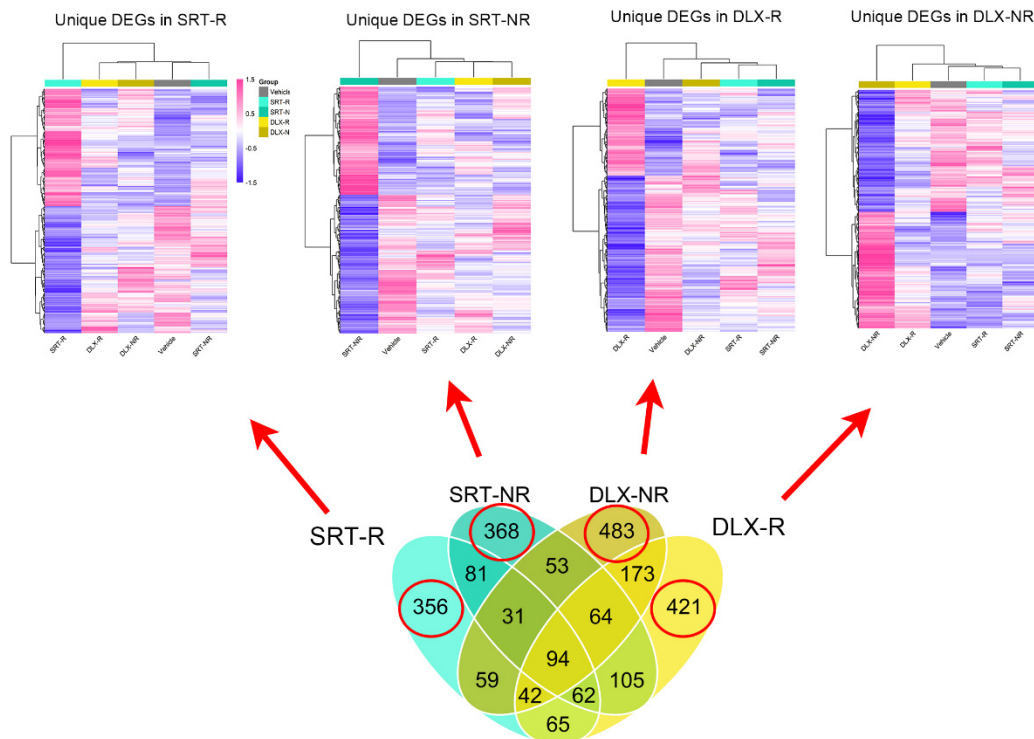 Unique DEGs in SRT-R
Unique DEGs in SRT-NR
Unique DEGs in DLX-R
Unique DEGs in DLX-NR
Group
Vehicle
SRT-R
SRT-N
DLX-R
DLX-N
1.5
0.5
-0.5
-1.5
SRT-R
DLX-R
DLX-NR
Vehicle
SRT-NR
SRT-NR
Vehicle
SRT-R
DLX-R
DLX-NR
DLX-R
Vehicle
DLX-NR
SRT-R
SRT-NR
DLX-NR
DLX-R
Vehicle
SRT-R
SRT-NR
SRT-R
SRT-NR
DLX-NR
DLX-R
368
483
81
53
173
356
31
64
421
94
59
42
62
105
65